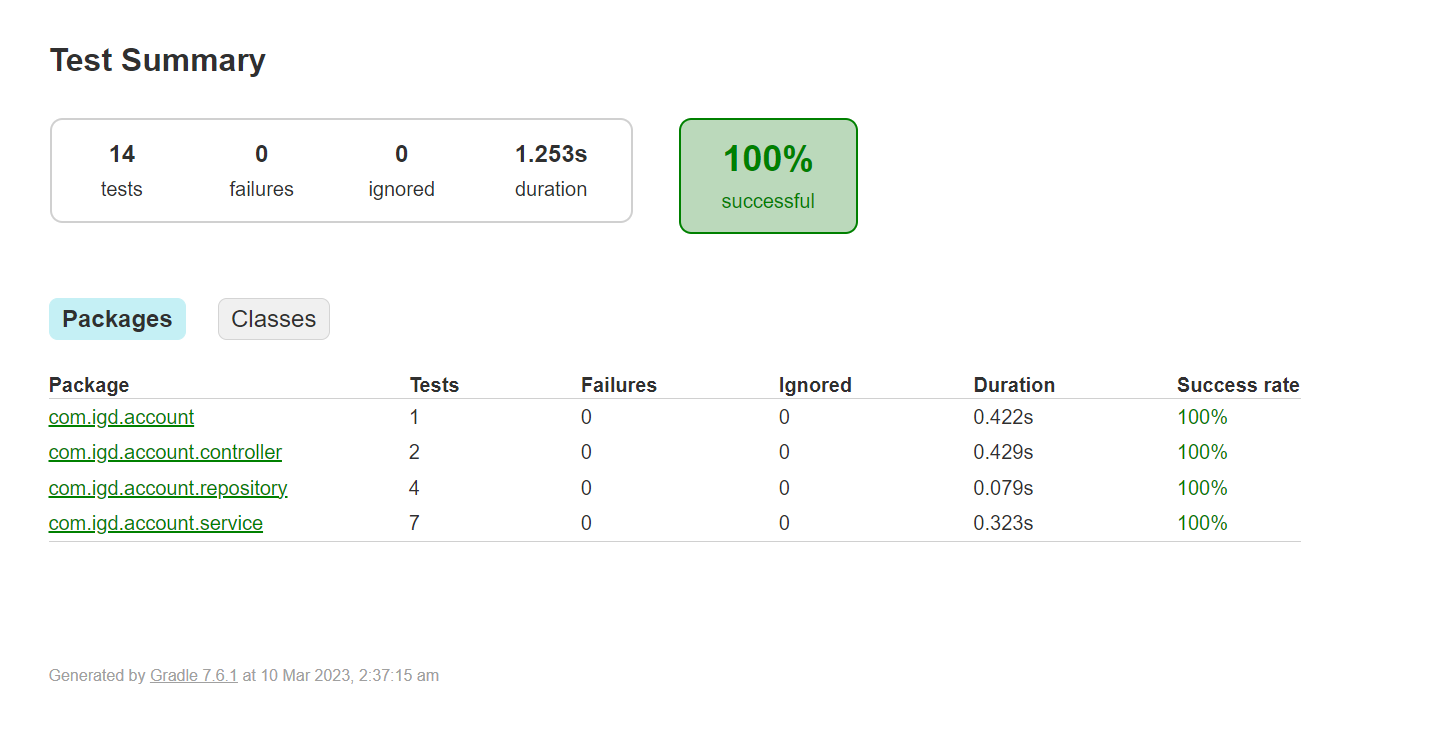 Test Summary
14 0 0 1.253s
tests failures ignored duration
100%
successful
Packages Classes
Package Tests Failures Ignored Duration Success rate
com.igd.account 1 0 0 0.422s 100%
com.igd.account.controller 2 0 0 0.429s 100%
com.igd.account.repository 4 0 0 0.079s 100%
com.igd.account.service 7 0 0 0.323s 100%
Generated by Gradle 7.6.1 at 10 Mar 2023, 2:37:15 am